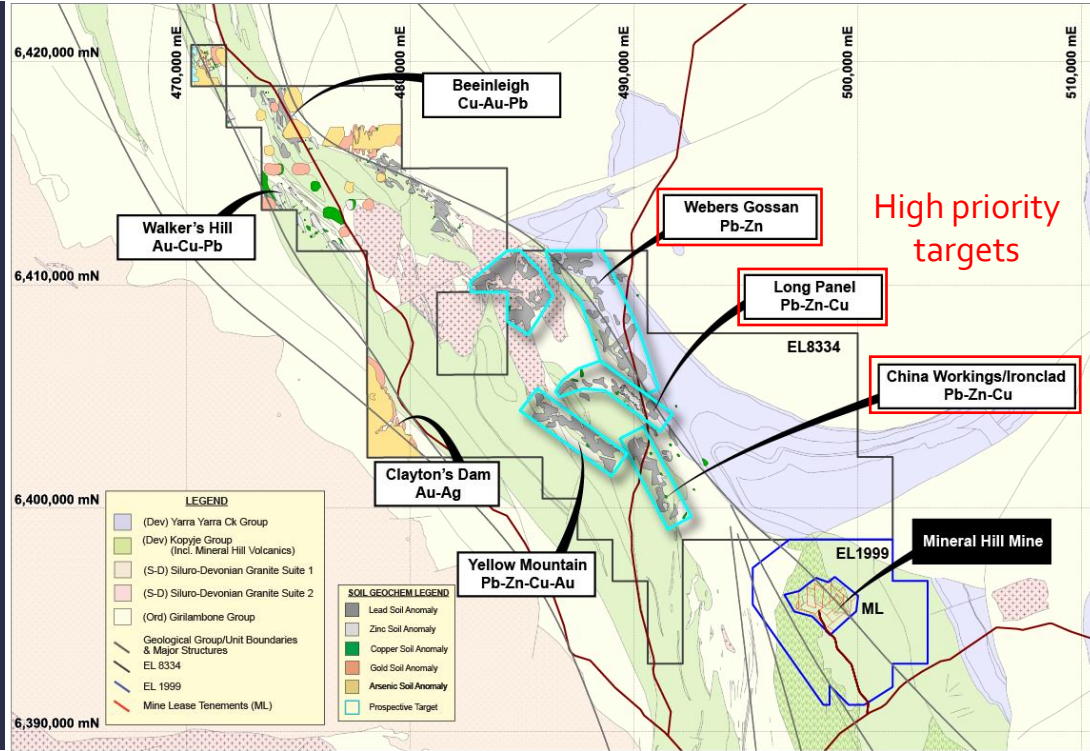 470,000 mE
480,000 mE
490,000 mE
500,000 mE
510,000 mE
6,420,000 mN
Beeinleigh
Cu-Au-Pb
Walker's Hill
Au-Cu-Pb
Webers Gossan
Pb-Zn
High priority
targets
6,410,000 mN
Long Panel
Pb-Zn-Cu
EL8334
China Workings/Ironclad
Pb-Zn-Cu
Clayton's Dam
Au-Ag
6,400,000 mN
Yellow Mountain
Pb-Zn-Cu-Au
EL1999
Mineral Hill Mine
ML
LEGEND
(Dev) Yarra Yarra Ck Group
(Dev) Kopyje Group
(Incl. Mineral Hill Volcanics)
(S-D) Siluro-Devonian Granite Suite 1
(S-D) Siluro-Devonian Granite Suite 2
(Ord) Girilambone Group
Geological Group/Unit Boundaries
& Major Structures
EL 8334
EL 1999
Mine Lease Tenements (ML)
SOIL GEOCHEM LEGEND
Lead Soil Anomaly
Zinc Soil Anomaly
Copper Soil Anomaly
Gold Soil Anomaly
Arsenic Soil Anomaly
Prospective Target
6,390,000 mN